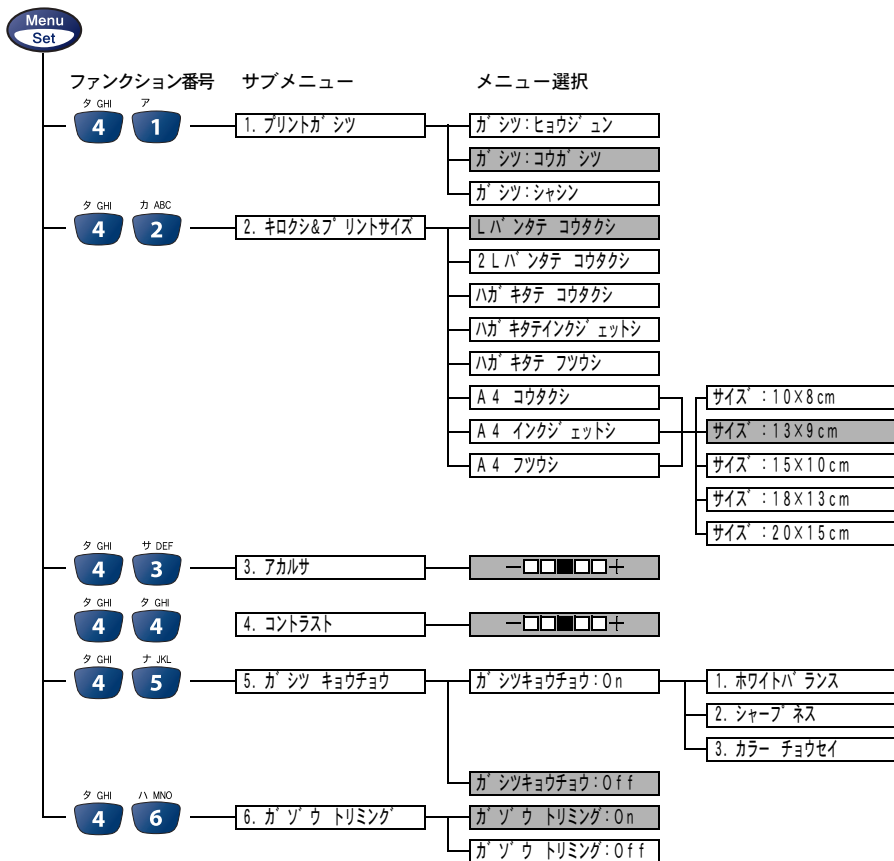 Menu
Set
ファンクション番号 サブメニュー メニュー選択
タ GHI ア
4 1 1. プリントガシツ ガシツ:ヒョウジュン
ガシツ:コウガシツ
ガシツ:シャシン
タ GHI カ ABC
4 2 2. キロクシ&プリントサイズ Lバンタテ コウタクシ
2Lバンタテ コウタクシ
ハガキタテ コウタクシ
ハガキタテインクジェットシ
ハガキタテ フツウシ
A4 コウタクシ サイズ:10×8cm
A4 インクジェットシ サイズ:13×9cm
A4 フツウシ サイズ:15×10cm
サイズ:18×13cm
サイズ:20×15cm
タ GHI サ DEF
4 3 3. アカルサ −□□■□□+
タ GHI タ GHI
4 4 4. コントラスト −□□■□□+
タ GHI ナ JKL
4 5 5. ガシツ キョウチョウ ガシツキョウチョウ:On 1. ホワイトバランス
2. シャープネス
3. カラー チョウセイ
ガシツキョウチョウ:Off
タ GHI ハ MNO
4 6 6. ガゾウ トリミング ガゾウ トリミング:On
ガゾウ トリミング:Off